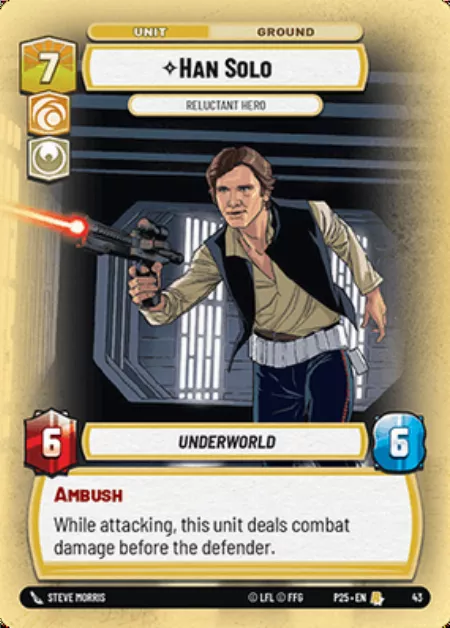 UNIT GROUND
7
✧HAN SOLO
RELUCTANT HERO
6 UNDERWORLD 6
AMBUSH
While attacking, this unit deals combat
damage before the defender.
STEVE MORRIS © LFL © FFG P25•EN 43